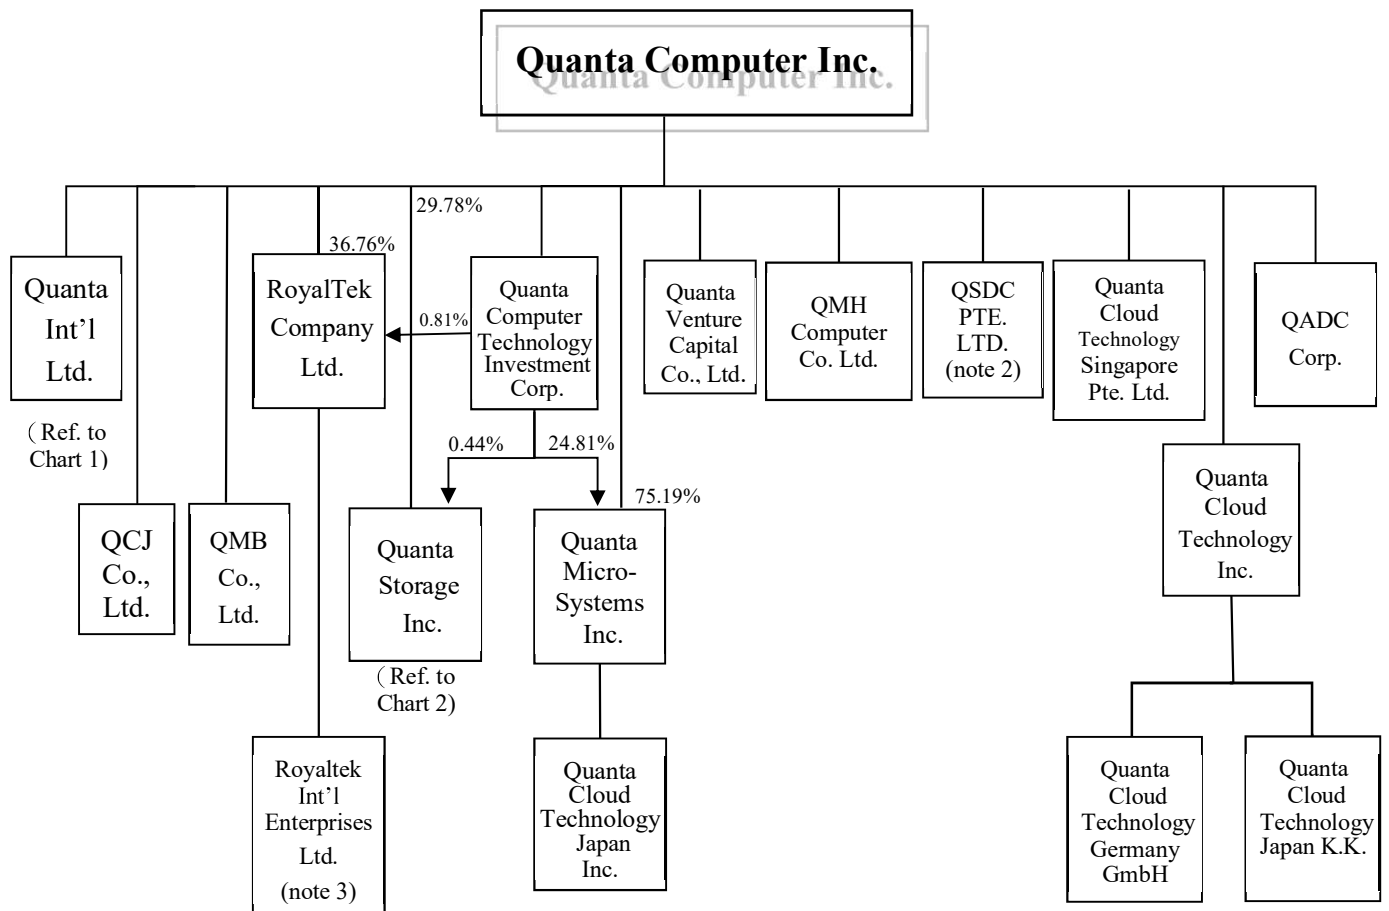 Quanta Computer Inc.
29.78%
36.76%
Quanta
Int’l
Ltd.
（Ref. to
Chart 1)
RoyalTek
Company
Ltd.
0.81%
Quanta
Computer
Technology
Investment
Corp.
Quanta
Venture
Capital
Co., Ltd.
QMH
Computer
Co. Ltd.
QSDC
PTE.
LTD.
(note 2)
Quanta
Cloud
Technology
Singapore
Pte. Ltd.
QADC
Corp.
0.44%
24.81%
75.19%
QCJ
Co.,
Ltd.
QMB
Co.,
Ltd.
Quanta
Storage
Inc.
（Ref. to
Chart 2)
Quanta
Micro-
Systems
Inc.
Quanta
Cloud
Technology
Inc.
Royaltek
Int’l
Enterprises
Ltd.
(note 3)
Quanta
Cloud
Technology
Japan
Inc.
Quanta
Cloud
Technology
Germany
GmbH
Quanta
Cloud
Technology
Japan K.K.